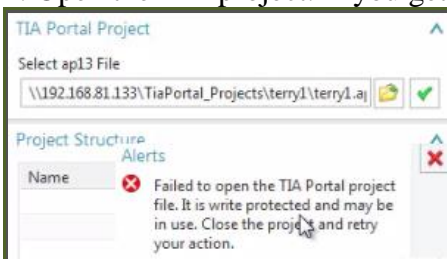 TIA Portal Project
Select ap13 File
\\192.168.81.133\TiaPortal_Projects\terry1\terry1.a
Project Structure
Alerts
Name
Failed to open the TIA Portal project
file. It is write protected and may be
in use. Close the project and retry
your action.